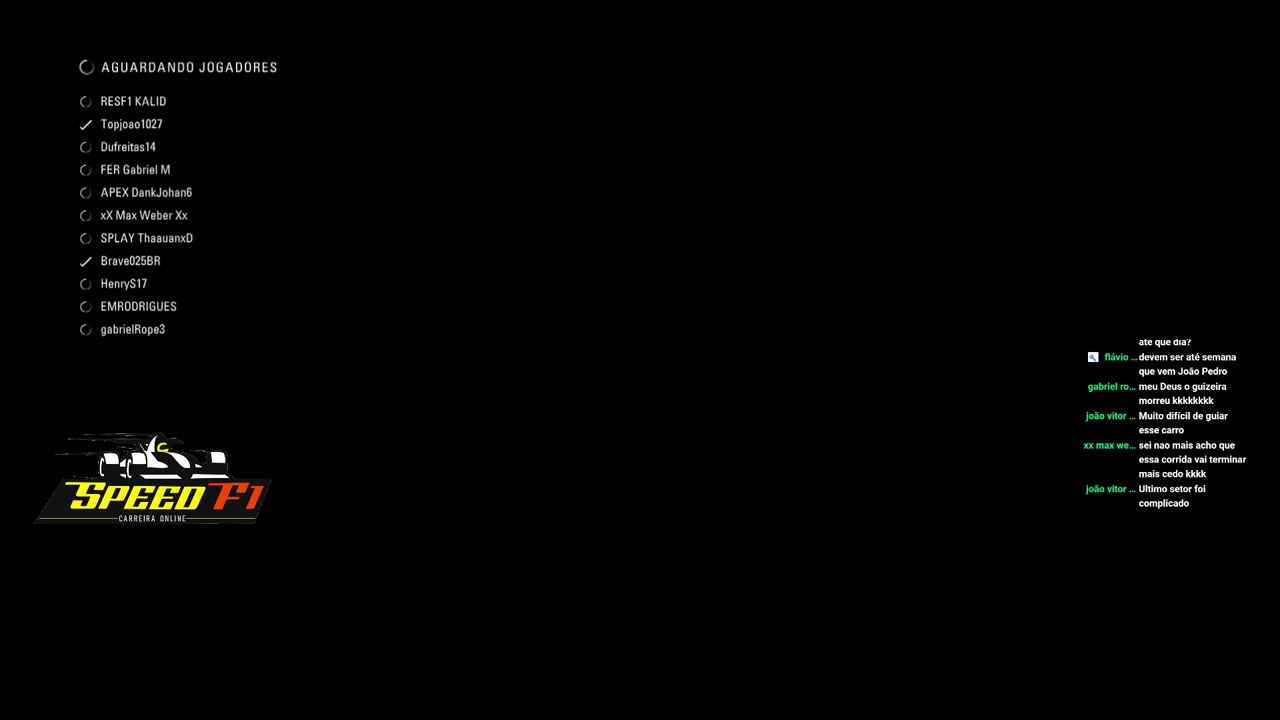 AGUARDANDO JOGADORES
RESF1 KALID
Topjoao1027
Dufreitas14
FER Gabriel M
APEX DankJohan6
xX Max Weber Xx
SPLAY ThaauanxD
Brave025BR
HenryS17
EMRODRIGUES
gabrielRope3
SPEED F1
CARREIRA ONLINE
ate que dia?
flávio ... devem ser até semana
que vem João Pedro
gabriel ro... meu Deus o guizeira
morreu kkkkkkkk
joão vitor ... Muito difícil de guiar
esse carro
xx max we... sei nao mais acho que
essa corrida vai terminar
mais cedo kkkk
joão vitor ... Ultimo setor foi
complicado